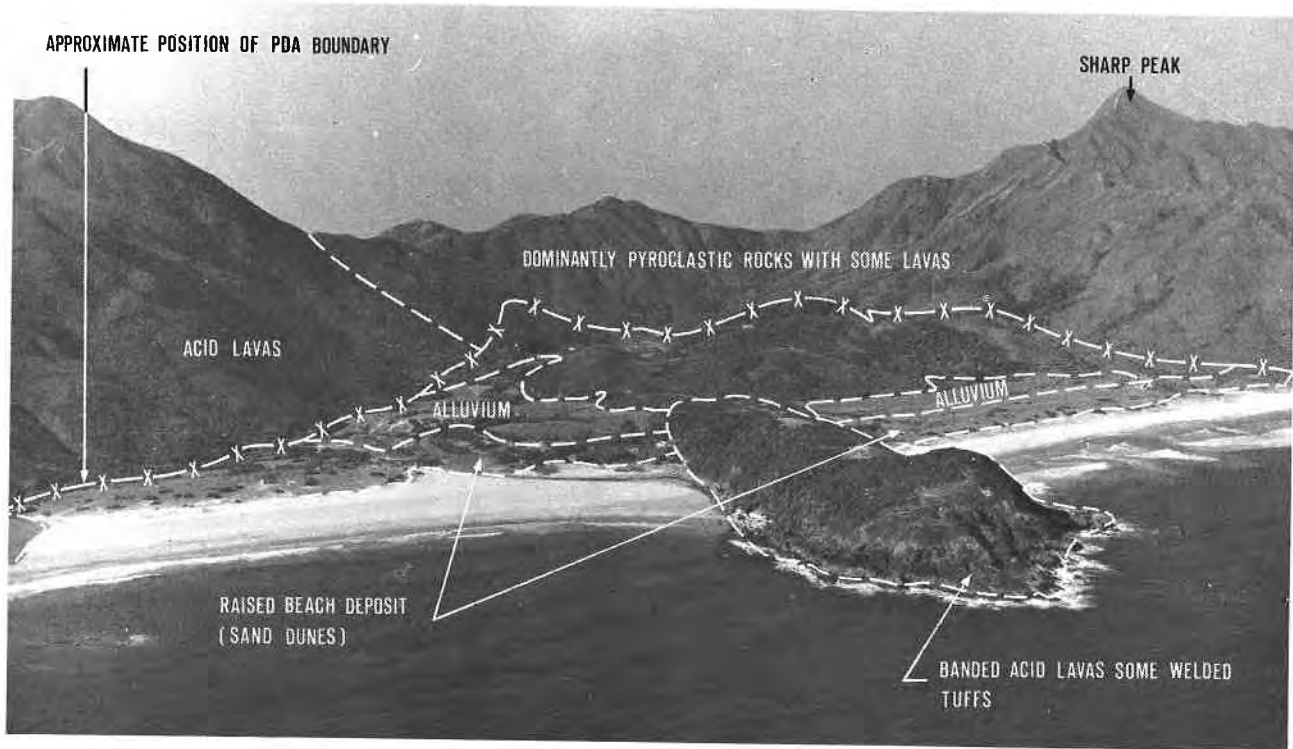 APPROXIMATE POSITION OF PDA BOUNDARY
SHARP PEAK
DOMINANTLY PYROCLASTIC ROCKS WITH SOME LAVAS
ACID LAVAS
ALLUVIUM
ALLUVIUM
RAISED BEACH DEPOSIT
(SAND DUNES)
BANDED ACID LAVAS SOME WELDED
TUFFS